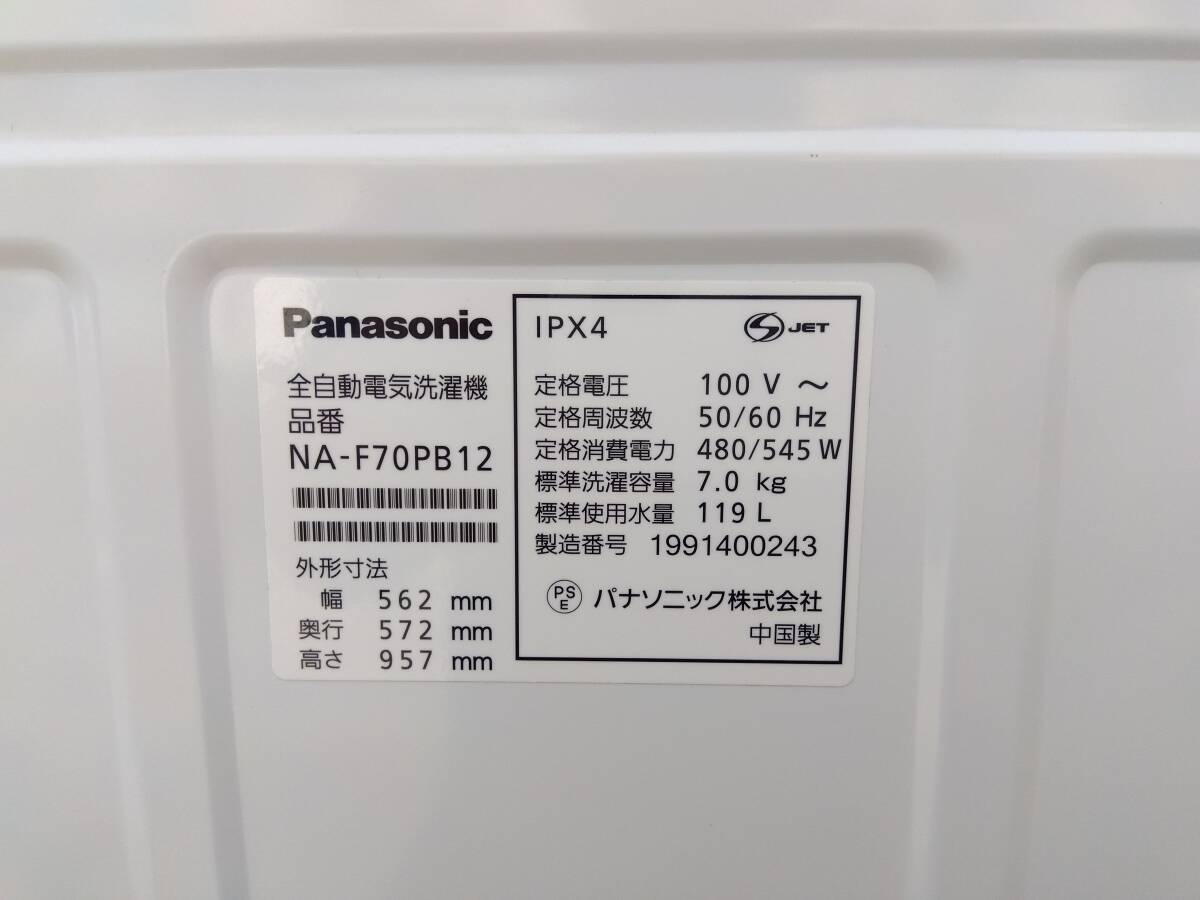 Panasonic
全自動電気洗濯機
品番
NA-F70PB12
外形寸法
幅 562 mm
奥行 572 mm
高さ 957 mm
IPX4
S JET
定格電圧 100 V ～
定格周波数 50/60 Hz
定格消費電力 480/545 W
標準洗濯容量 7.0 kg
標準使用水量 119 L
製造番号 1991400243
PS E パナソニック株式会社
中国製